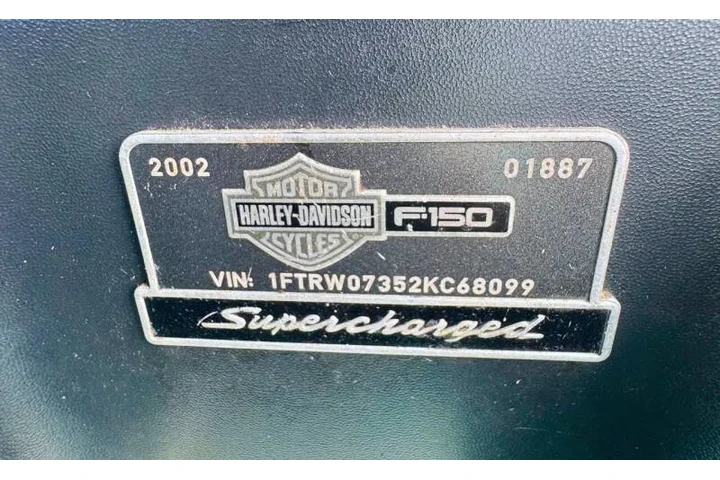 2002 01887
MOTOR
HARLEY-DAVIDSON F-150
CYCLES
VIN: 1FTRW07352KC68099
Supercharged